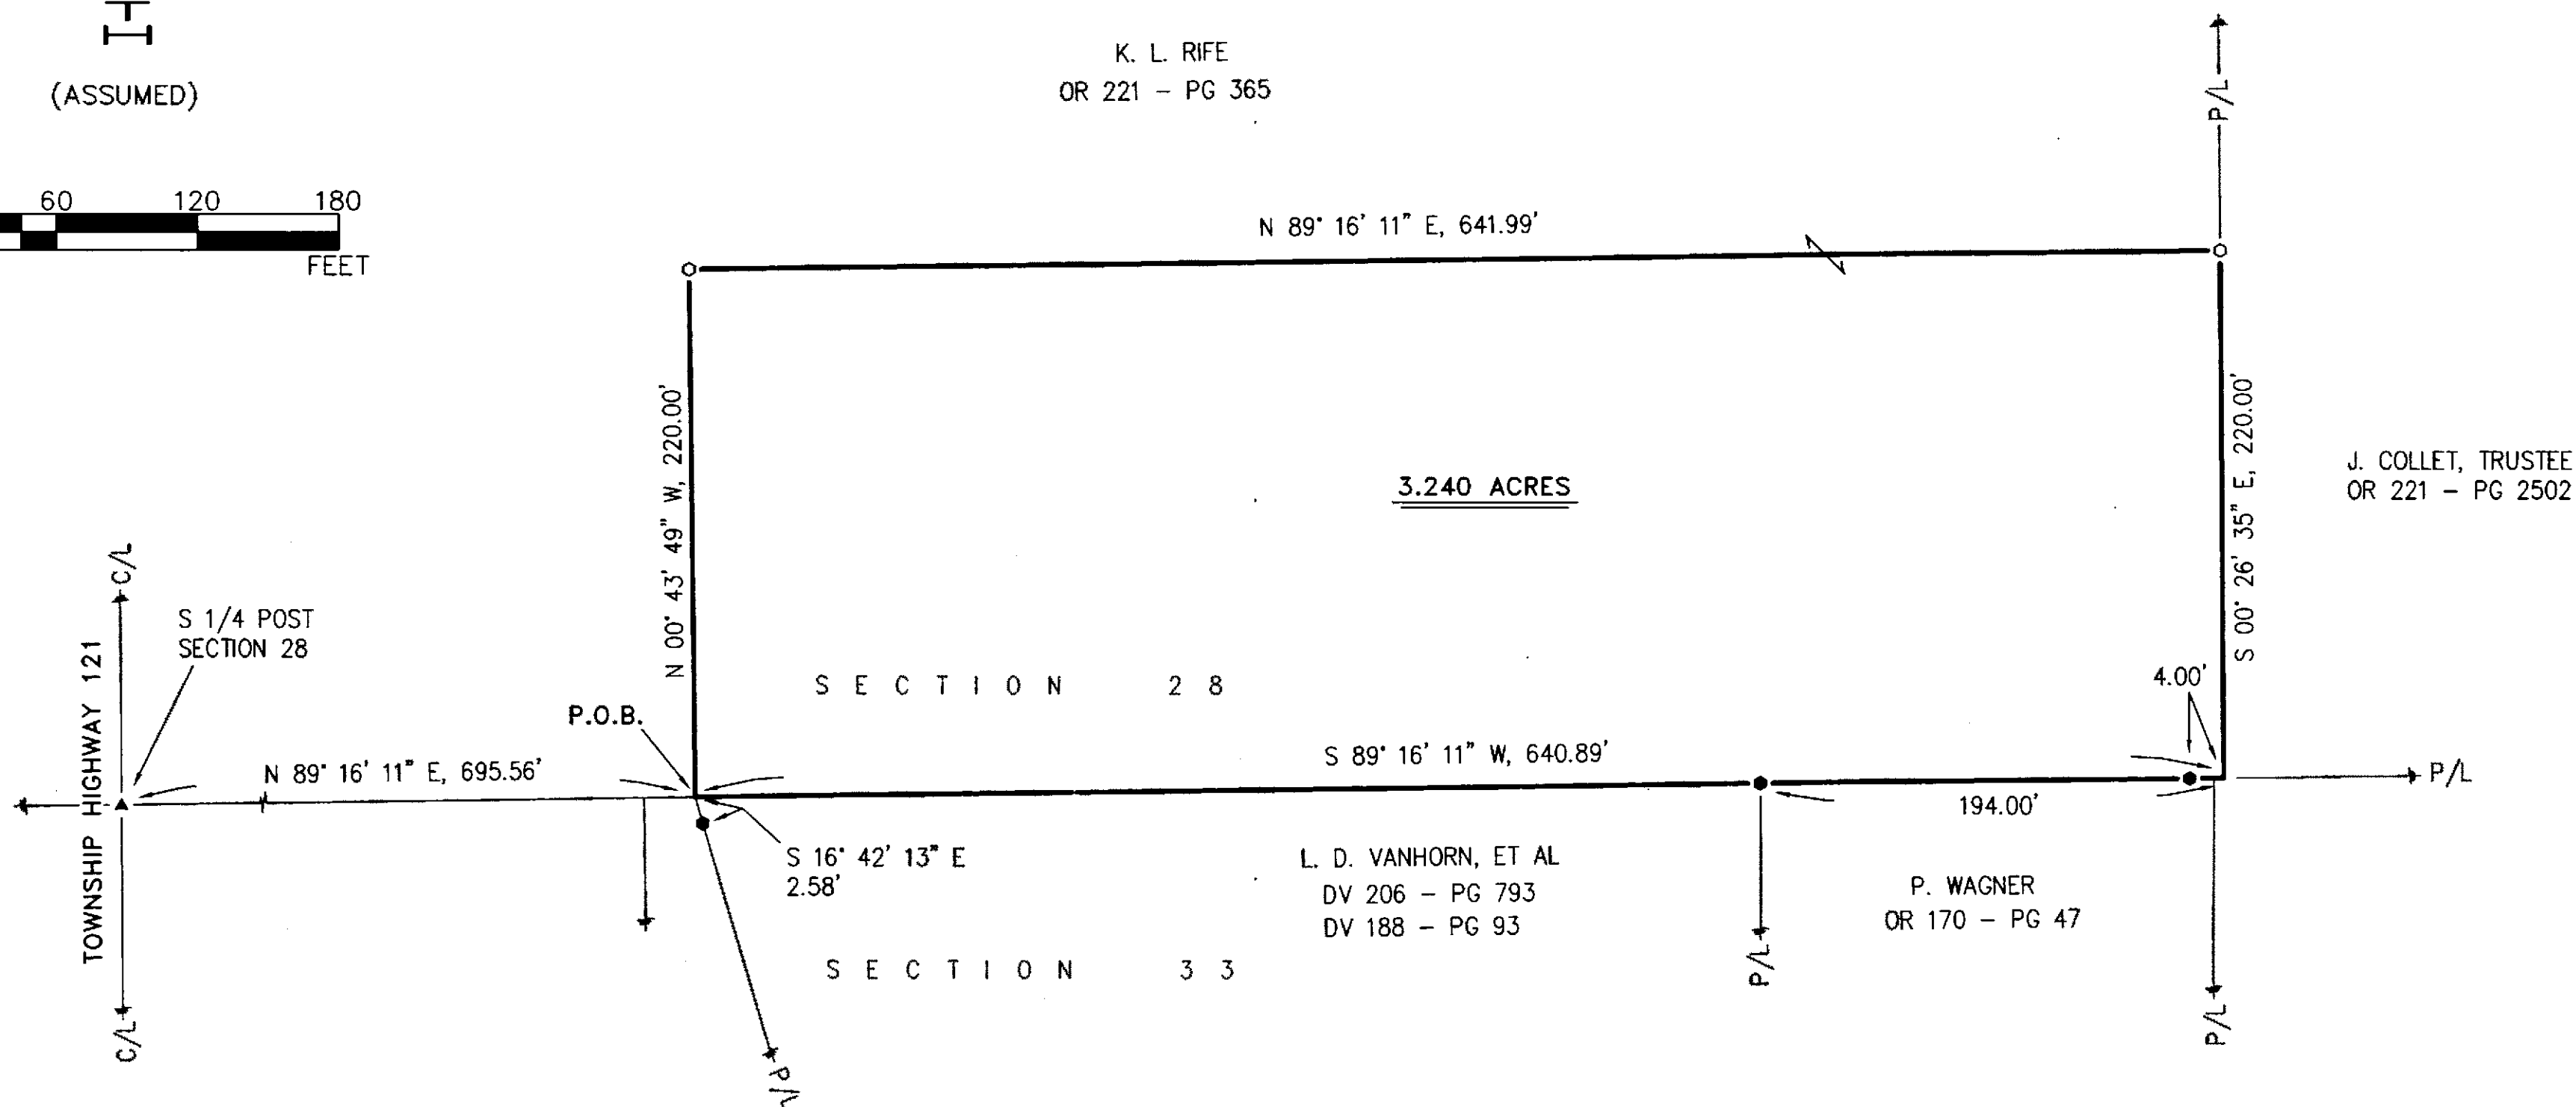 (ASSUMED)
K. L. RIFE
OR 221 - PG 365
P/L
60 120 180
FEET
N 89° 16' 11" E, 641.99'
N 00° 43' 49" W, 220.00'
3.240 ACRES
S 00° 26' 35" E, 220.00'
J. COLLET, TRUSTEE
OR 221 - PG 2502
C/L
S 1/4 POST
SECTION 28
TOWNSHIP HIGHWAY 121
P.O.B.
SECTION 28
4.00'
N 89° 16' 11" E, 695.56'
S 89° 16' 11" W, 640.89'
P/L
194.00'
S 16° 42' 13" E
2.58'
L. D. VANHORN, ET AL
DV 206 - PG 793
DV 188 - PG 93
P. WAGNER
OR 170 - PG 47
SECTION 33
P/L
P/L
C/L
P/L